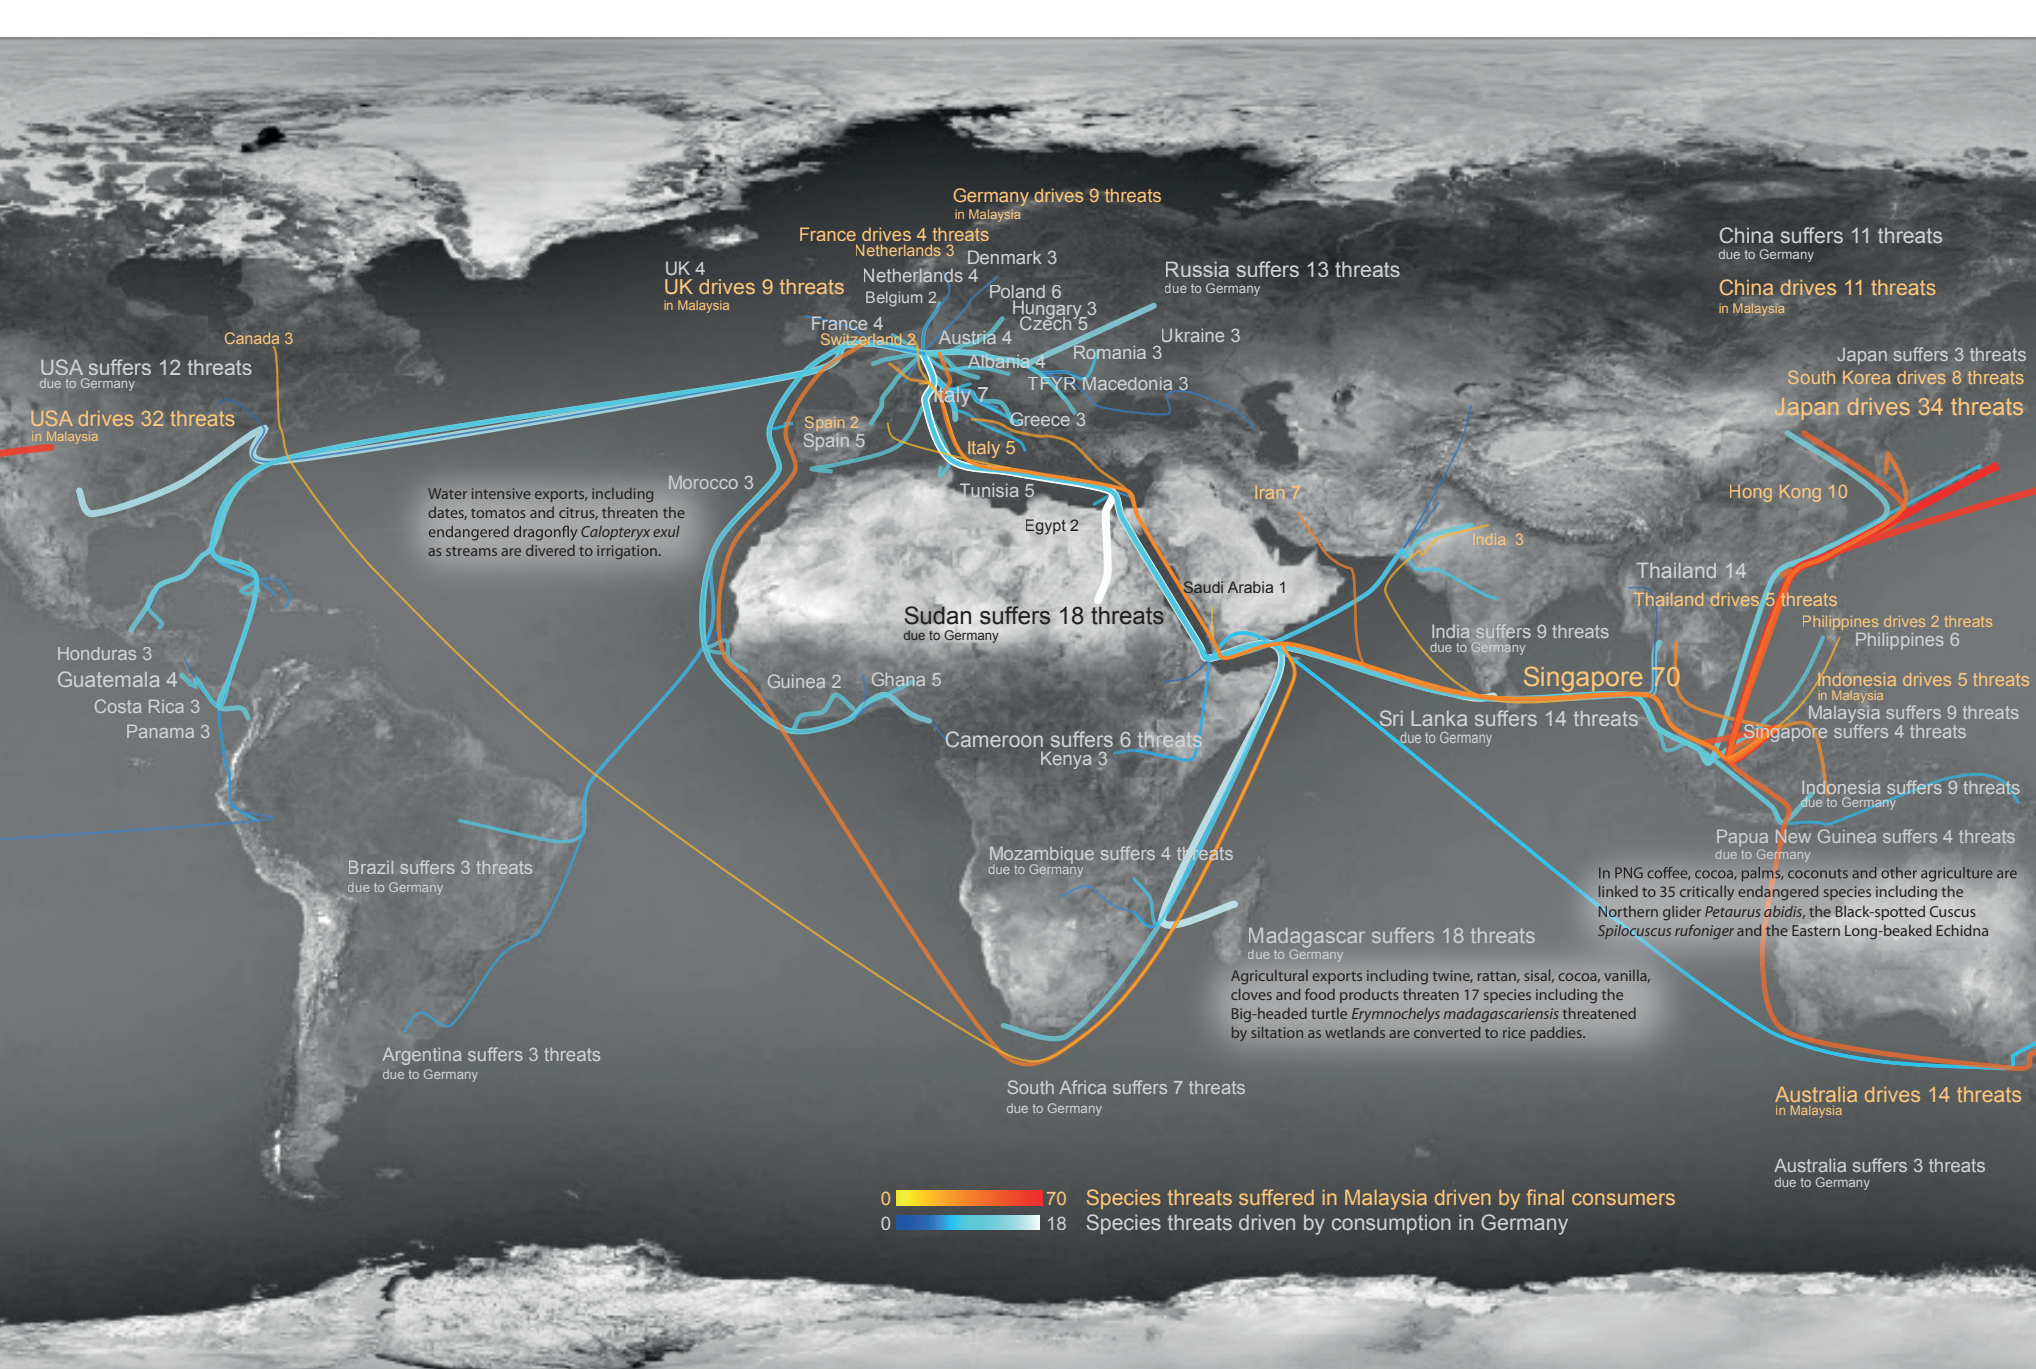 Germany drives 9 threats
in Malaysia
France drives 4 threats
Netherlands 3
Denmark 3
UK 4
UK drives 9 threats
in Malaysia
Netherlands 4
Belgium 2
Poland 6
Hungary 3
Czech 5
France 4
Switzerland 2
Austria 4
Albania 4
Romania 3
Ukraine 3
TFYR Macedonia 3
Italy 7
Greece 3
Spain 2
Spain 5
Italy 5
Russia suffers 13 threats
due to Germany
China suffers 11 threats
due to Germany
China drives 11 threats
in Malaysia
Canada 3
USA suffers 12 threats
due to Germany
USA drives 32 threats
in Malaysia
Japan suffers 3 threats
South Korea drives 8 threats
Japan drives 34 threats
Water intensive exports, including
dates, tomatos and citrus, threaten the
endangered dragonfly Calopteryx exul
as streams are divered to irrigation.
Morocco 3
Tunisia 5
Egypt 2
Iran 7
Hong Kong 10
India 3
Saudi Arabia 1
Sudan suffers 18 threats
due to Germany
Thailand 14
Thailand drives 5 threats
Philippines drives 2 threats
Philippines 6
India suffers 9 threats
due to Germany
Singapore 70
Indonesia drives 5 threats
in Malaysia
Malaysia suffers 9 threats
Singapore suffers 4 threats
Sri Lanka suffers 14 threats
due to Germany
Honduras 3
Guatemala 4
Costa Rica 3
Panama 3
Guinea 2
Ghana 5
Cameroon suffers 6 threats
Kenya 3
Indonesia suffers 9 threats
due to Germany
Papua New Guinea suffers 4 threats
due to Germany
In PNG coffee, cocoa, palms, coconuts and other agriculture are
linked to 35 critically endangered species including the
Northern glider Petaurus abidis, the Black-spotted Cuscus
Spilocuscus rufoniger and the Eastern Long-beaked Echidna
Brazil suffers 3 threats
due to Germany
Mozambique suffers 4 threats
due to Germany
Madagascar suffers 18 threats
due to Germany
Agricultural exports including twine, rattan, sisal, cocoa, vanilla,
cloves and food products threaten 17 species including the
Big-headed turtle Erymnochelys madagascariensis threatened
by siltation as wetlands are converted to rice paddies.
Argentina suffers 3 threats
due to Germany
South Africa suffers 7 threats
due to Germany
Australia drives 14 threats
in Malaysia
Australia suffers 3 threats
due to Germany
0 70 Species threats suffered in Malaysia driven by final consumers
0 18 Species threats driven by consumption in Germany